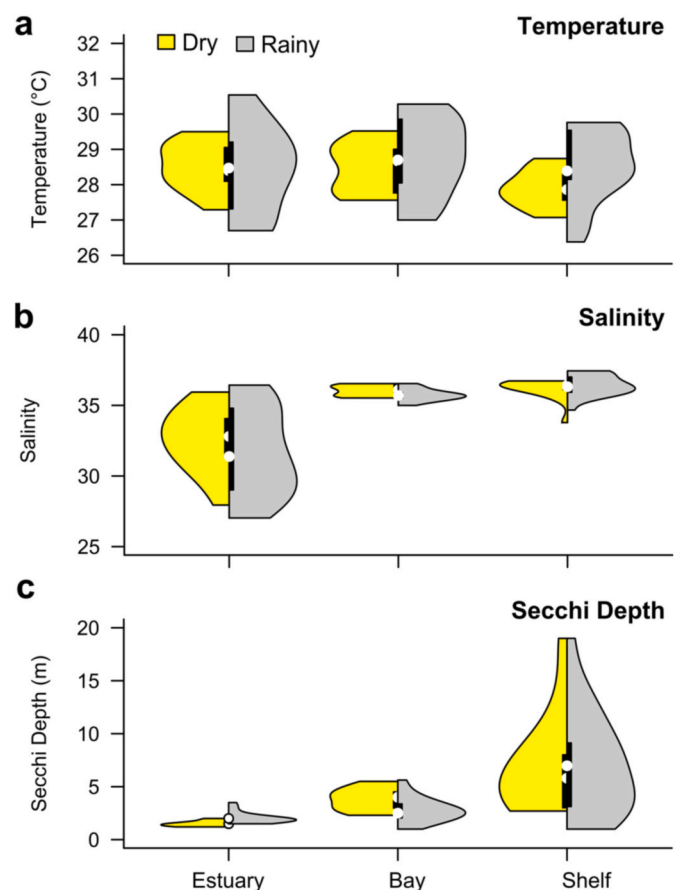 a Temperature
Dry Rainy
Temperature (°C)
32
31
30
29
28
27
26
b Salinity
Salinity
40
35
30
25
c Secchi Depth
Secchi Depth (m)
20
15
10
5
0
Estuary Bay Shelf